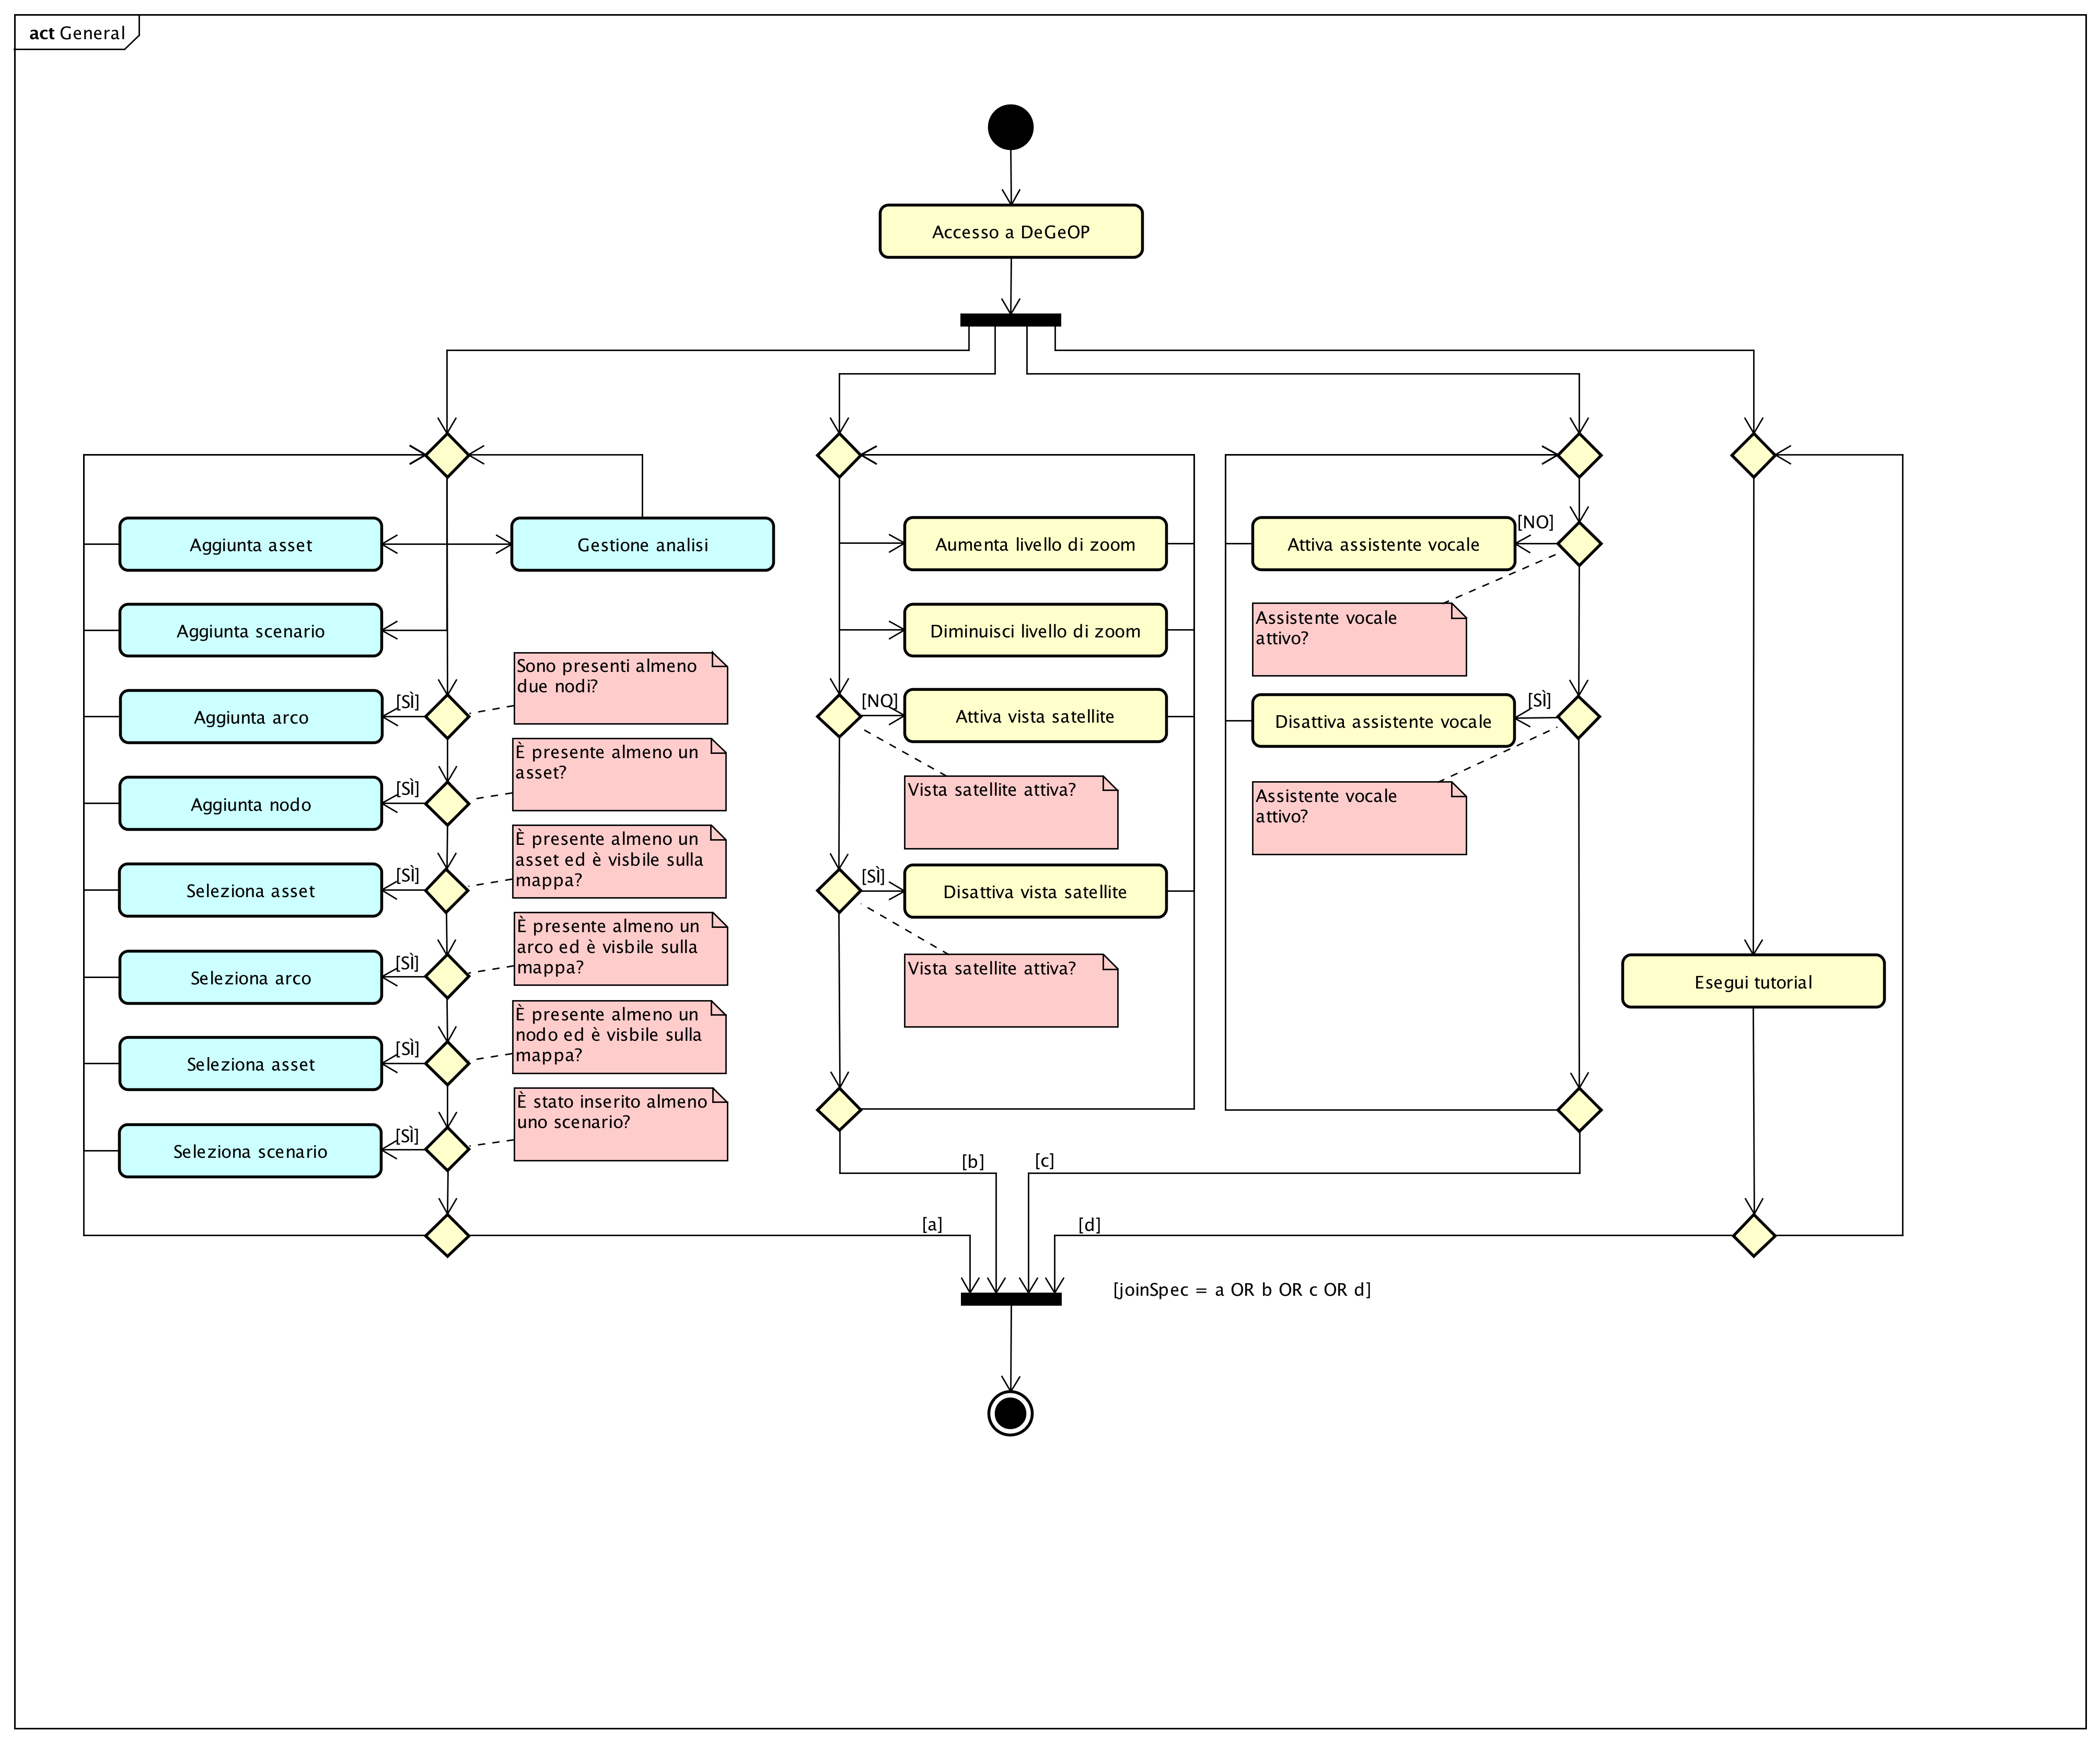 act General
Accesso a DeGeOP
Aggiunta asset
Gestione analisi
Aggiunta scenario
Sono presenti almeno
due nodi?
[SÌ]
Aggiunta arco
È presente almeno un
asset?
[SÌ]
Aggiunta nodo
È presente almeno un
asset ed è visbile sulla
mappa?
[SÌ]
Seleziona asset
È presente almeno un
arco ed è visbile sulla
mappa?
[SÌ]
Seleziona arco
È presente almeno un
nodo ed è visbile sulla
mappa?
[SÌ]
Seleziona asset
È stato inserito almeno
uno scenario?
[SÌ]
Seleziona scenario
Aumenta livello di zoom
Diminuisci livello di zoom
[NO]
Attiva vista satellite
Vista satellite attiva?
[SÌ]
Disattiva vista satellite
Vista satellite attiva?
[NO]
Attiva assistente vocale
Assistente vocale
attivo?
[SÌ]
Disattiva assistente vocale
Assistente vocale
attivo?
Esegui tutorial
[b]
[c]
[a]
[d]
[joinSpec = a OR b OR c OR d]